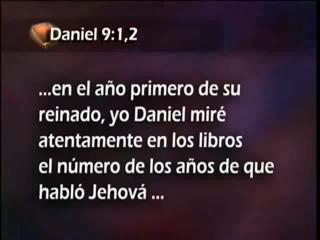 Daniel 9:1,2
...en el año primero de su
reinado, yo Daniel miré
atentamente en los libros
el número de los años de que
habló Jehová ...